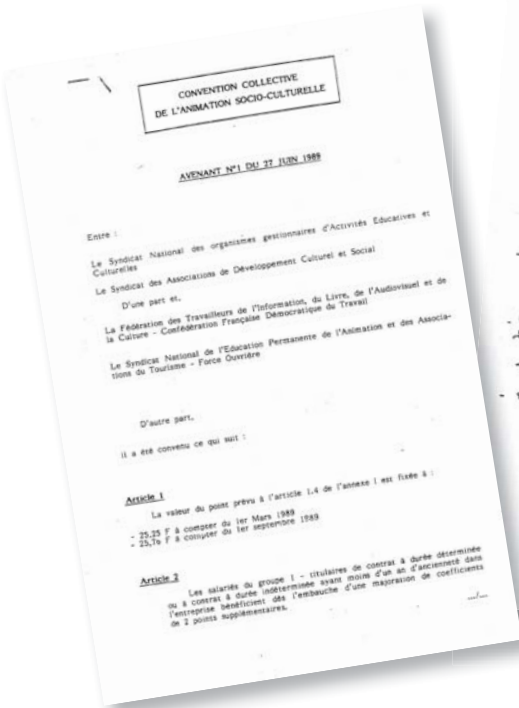 CONVENTION COLLECTIVE
DE L'ANIMATION SOCIO-CULTURELLE
AVENANT N°1 DU 27 JUIN 1989
Entre :
Le Syndicat National des organismes gestionnaires d'Activités Educatives et
Culturelles
Le Syndicat des Associations de Développement Culturel et Social
D'une part et,
La Fédération des Travailleurs de l'Information, du Livre, de l'Audiovisuel et de
la Culture - Confédération Française Démocratique du Travail
Le Syndicat National de l'Education Permanente de l'Animation et des Associa-
tions du Tourisme - Force Ouvrière
D'autre part,
il a été convenu ce qui suit :
Article 1
La valeur du point prévu à l'article 1.4 de l'annexe I est fixée à :
- 25,25 F à compter du 1er Mars 1989
- 25,76 F à compter du 1er septembre 1989
Article 2
Les salariés du groupe 1 - titulaires de contrat à durée déterminée
ou à contrat à durée indéterminée ayant moins d'un an d'ancienneté dans
l'entreprise bénéficient dès l'embauche d'une majoration de coefficients
de 2 points supplémentaires.
.../...